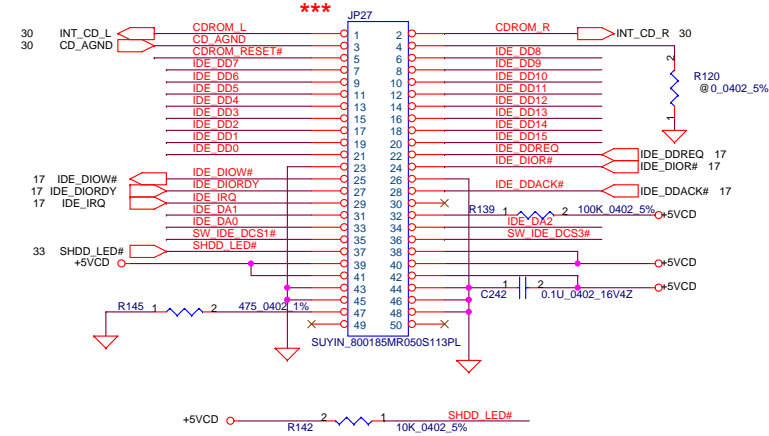 ***
JP27
30 INT_CD_L CDROM_L 1 2 CDROM_R INT_CD_R 30
30 CD_AGND CD_AGND 3 4
CDROM_RESET# 5 6 IDE_DD8
IDE_DD7 7 8 IDE_DD9
IDE_DD6 9 10 IDE_DD10
IDE_DD5 11 12 IDE_DD11
IDE_DD4 13 14 IDE_DD12
IDE_DD3 15 16 IDE_DD13
IDE_DD2 17 18 IDE_DD14
IDE_DD1 19 20 IDE_DD15
IDE_DD0 21 22 IDE_DDREQ IDE_DDREQ 17
23 24 IDE_DIOR# IDE_DIOR# 17
17 IDE_DIOW# IDE_DIOW# 25 26
17 IDE_DIORDY IDE_DIORDY 27 28 IDE_DDACK# IDE_DDACK# 17
17 IDE_IRQ IDE_IRQ 29 30
IDE_DA1 31 32 R139 1 2 100K_0402_5% +5VCD
IDE_DA0 33 34 IDE_DA2
SW_IDE_DCS1# 35 36 SW_IDE_DCS3#
33 SHDD_LED# SHDD_LED# 37 38
+5VCD 39 40 +5VCD
41 42
43 44 C242 1 2 0.1U_0402_16V4Z +5VCD
45 46
R145 1 2 475_0402_1% 47 48
49 50
SUYIN_800185MR050S113PL
2
R120
@0_0402_5%
1
+5VCD R142 2 1 10K_0402_5% SHDD_LED#